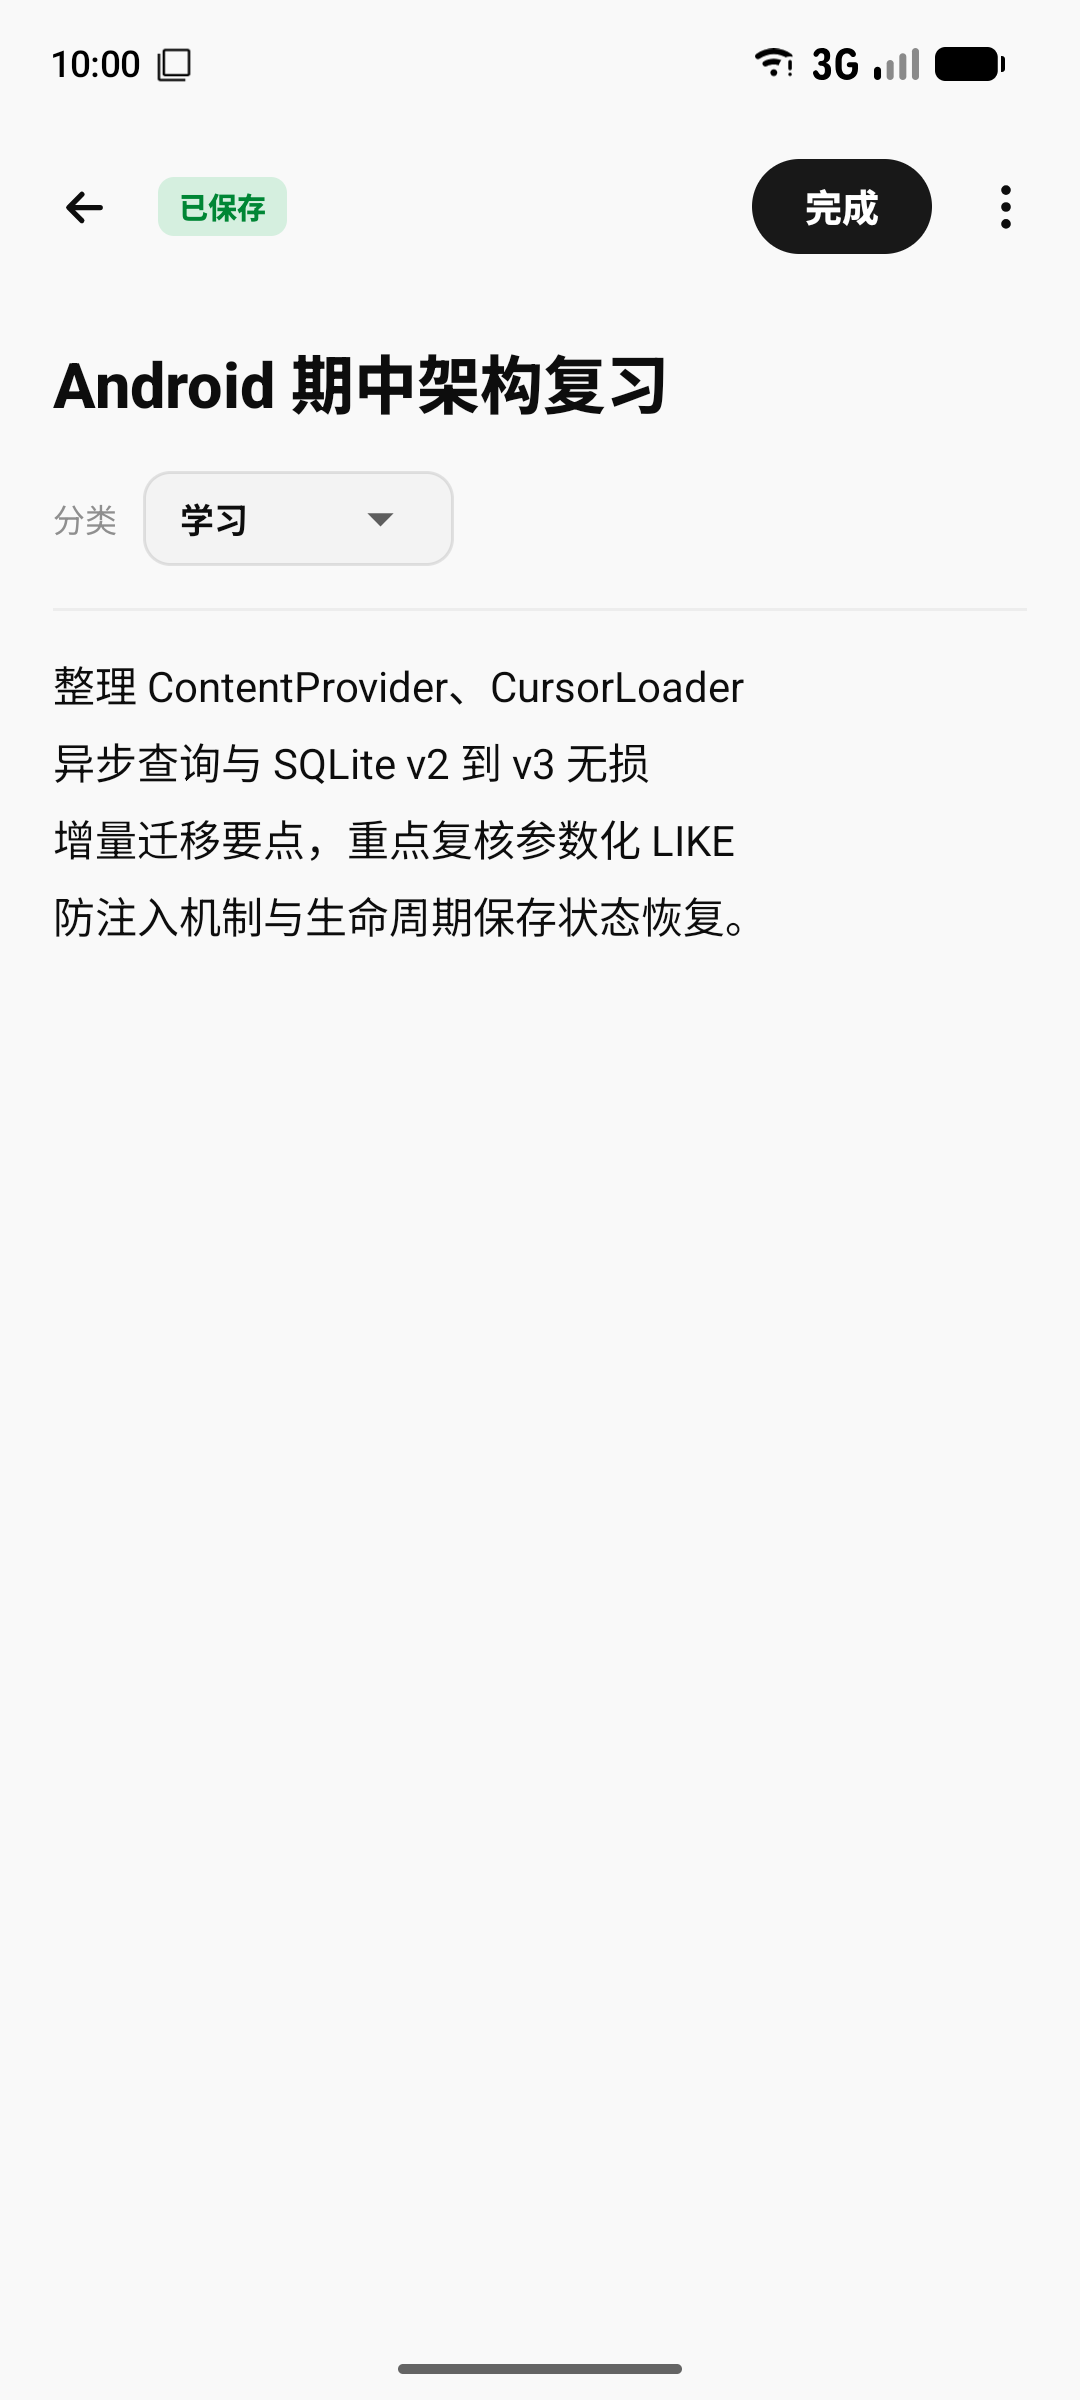 10:00 3G
已保存 完成
Android 期中架构复习
分类 学习
整理 ContentProvider、CursorLoader
异步查询与 SQLite v2 到 v3 无损
增量迁移要点，重点复核参数化 LIKE
防注入机制与生命周期保存状态恢复。